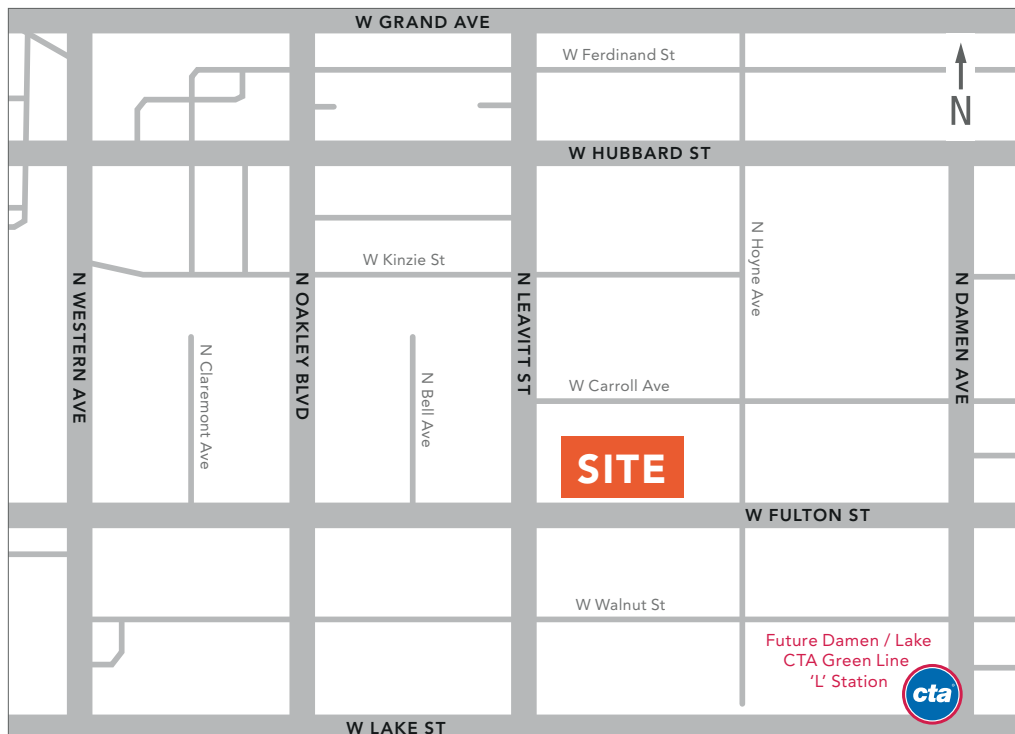 W GRAND AVE
W Ferdinand St
N
W HUBBARD ST
W Kinzie St
N Hoyne Ave
N WESTERN AVE
N OAKLEY BLVD
N LEAVITT ST
N DAMEN AVE
N Claremont Ave
N Bell Ave
W Carroll Ave
SITE
W FULTON ST
W Walnut St
Future Damen / Lake
CTA Green Line
‘L’ Station
cta
W LAKE ST